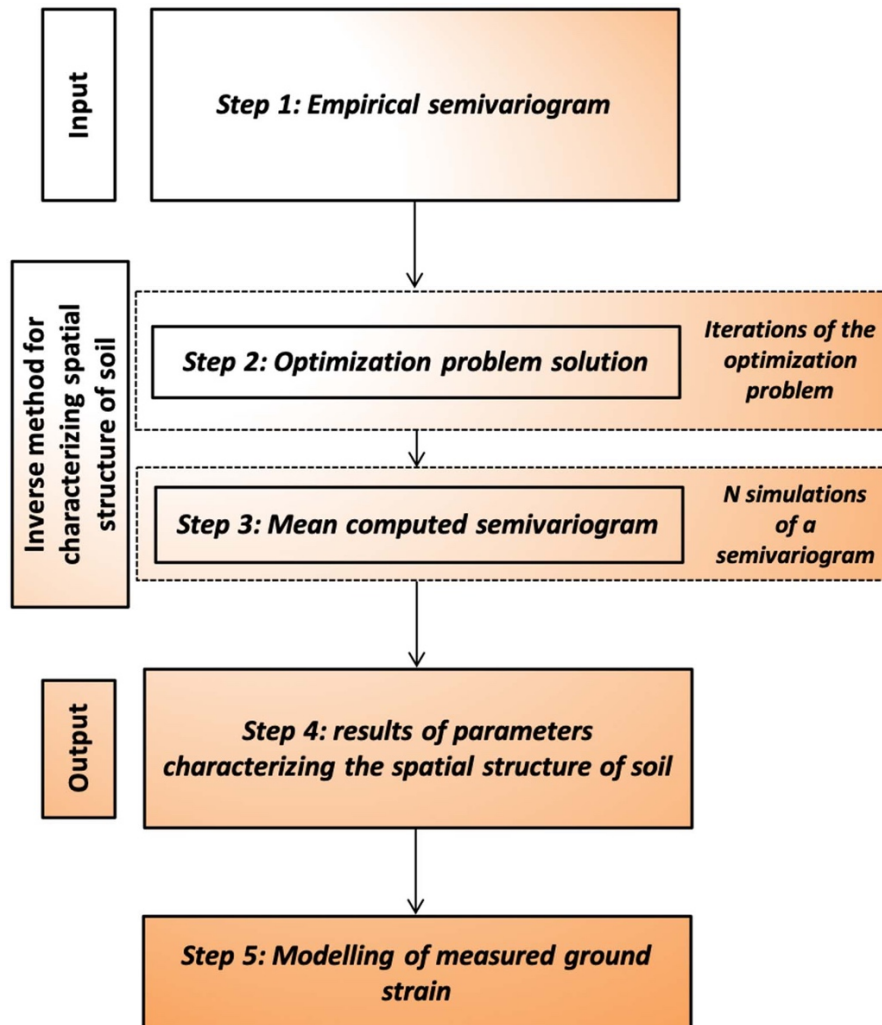 Input
Step 1: Empirical semivariogram
Inverse method for
characterizing spatial
structure of soil
Step 2: Optimization problem solution
Iterations of the
optimization
problem
Step 3: Mean computed semivariogram
N simulations
of a
semivariogram
Output
Step 4: results of parameters
characterizing the spatial structure of soil
Step 5: Modelling of measured ground
strain